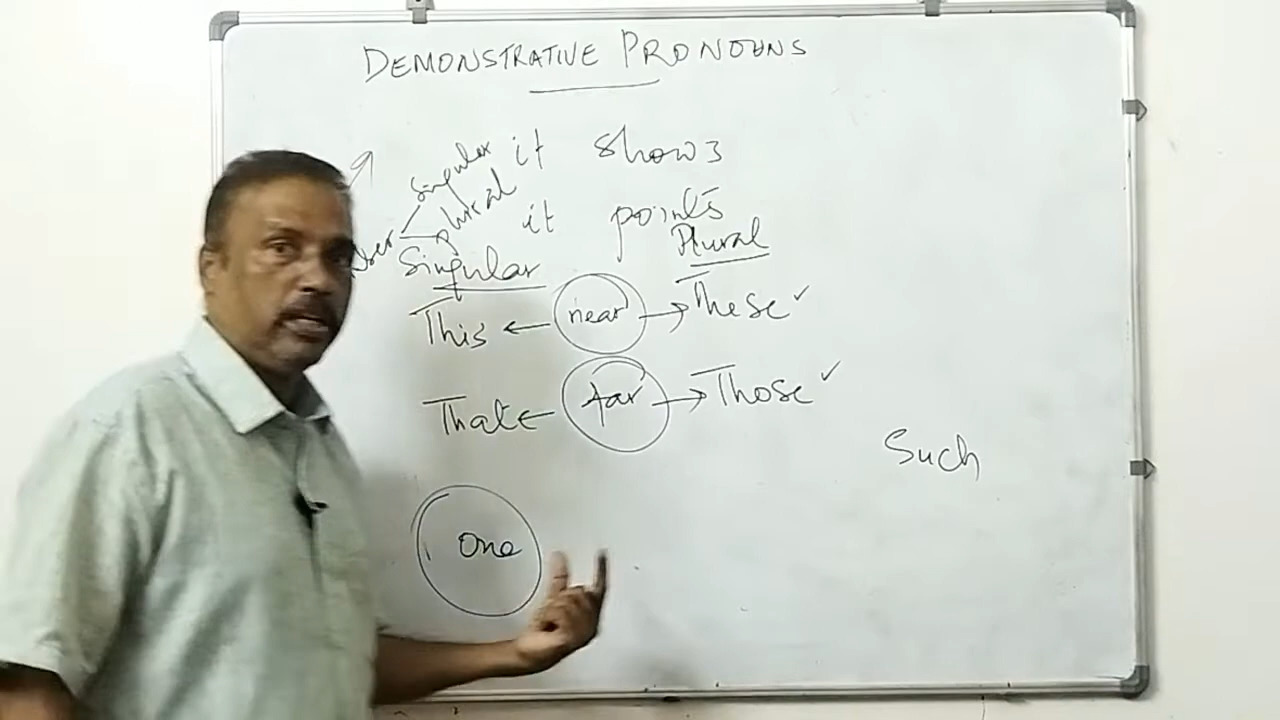 DEMONSTRATIVE PRONOUNS
singular it shows
plural it points
Singular Plural
This ← near → These ✓
That ← far → Those ✓
Such
One